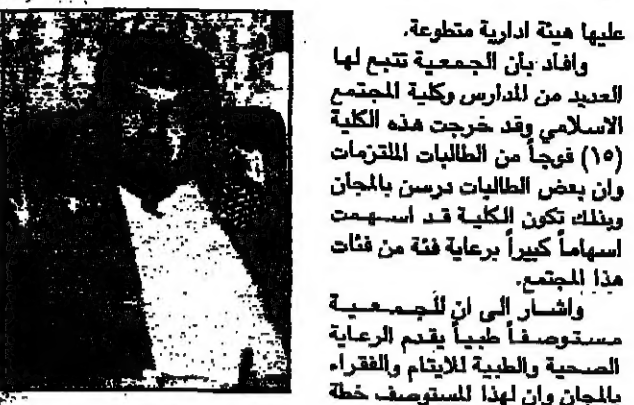 عليها هيئة ادارية متطوعة.
وافاد بأن الجمعية تتبع لها
العديد من المدارس وكلية المجتمع
الاسلامي وقد خرجت هذه الكلية
(١٥) فوجاً من الطالبات الملتزمات
وان بعض الطالبات درسن بالمجان
وبذلك تكون الكلية قد اسهمت
اسهاماً كبيراً برعاية فئة من فئات
هذا المجتمع.
واشار الى ان للجمعية
مستوصفاً طبياً يقدم الرعاية
الصحية والطبية للايتام والفقراء
بالمجان وان لهذا المستوصف خطة